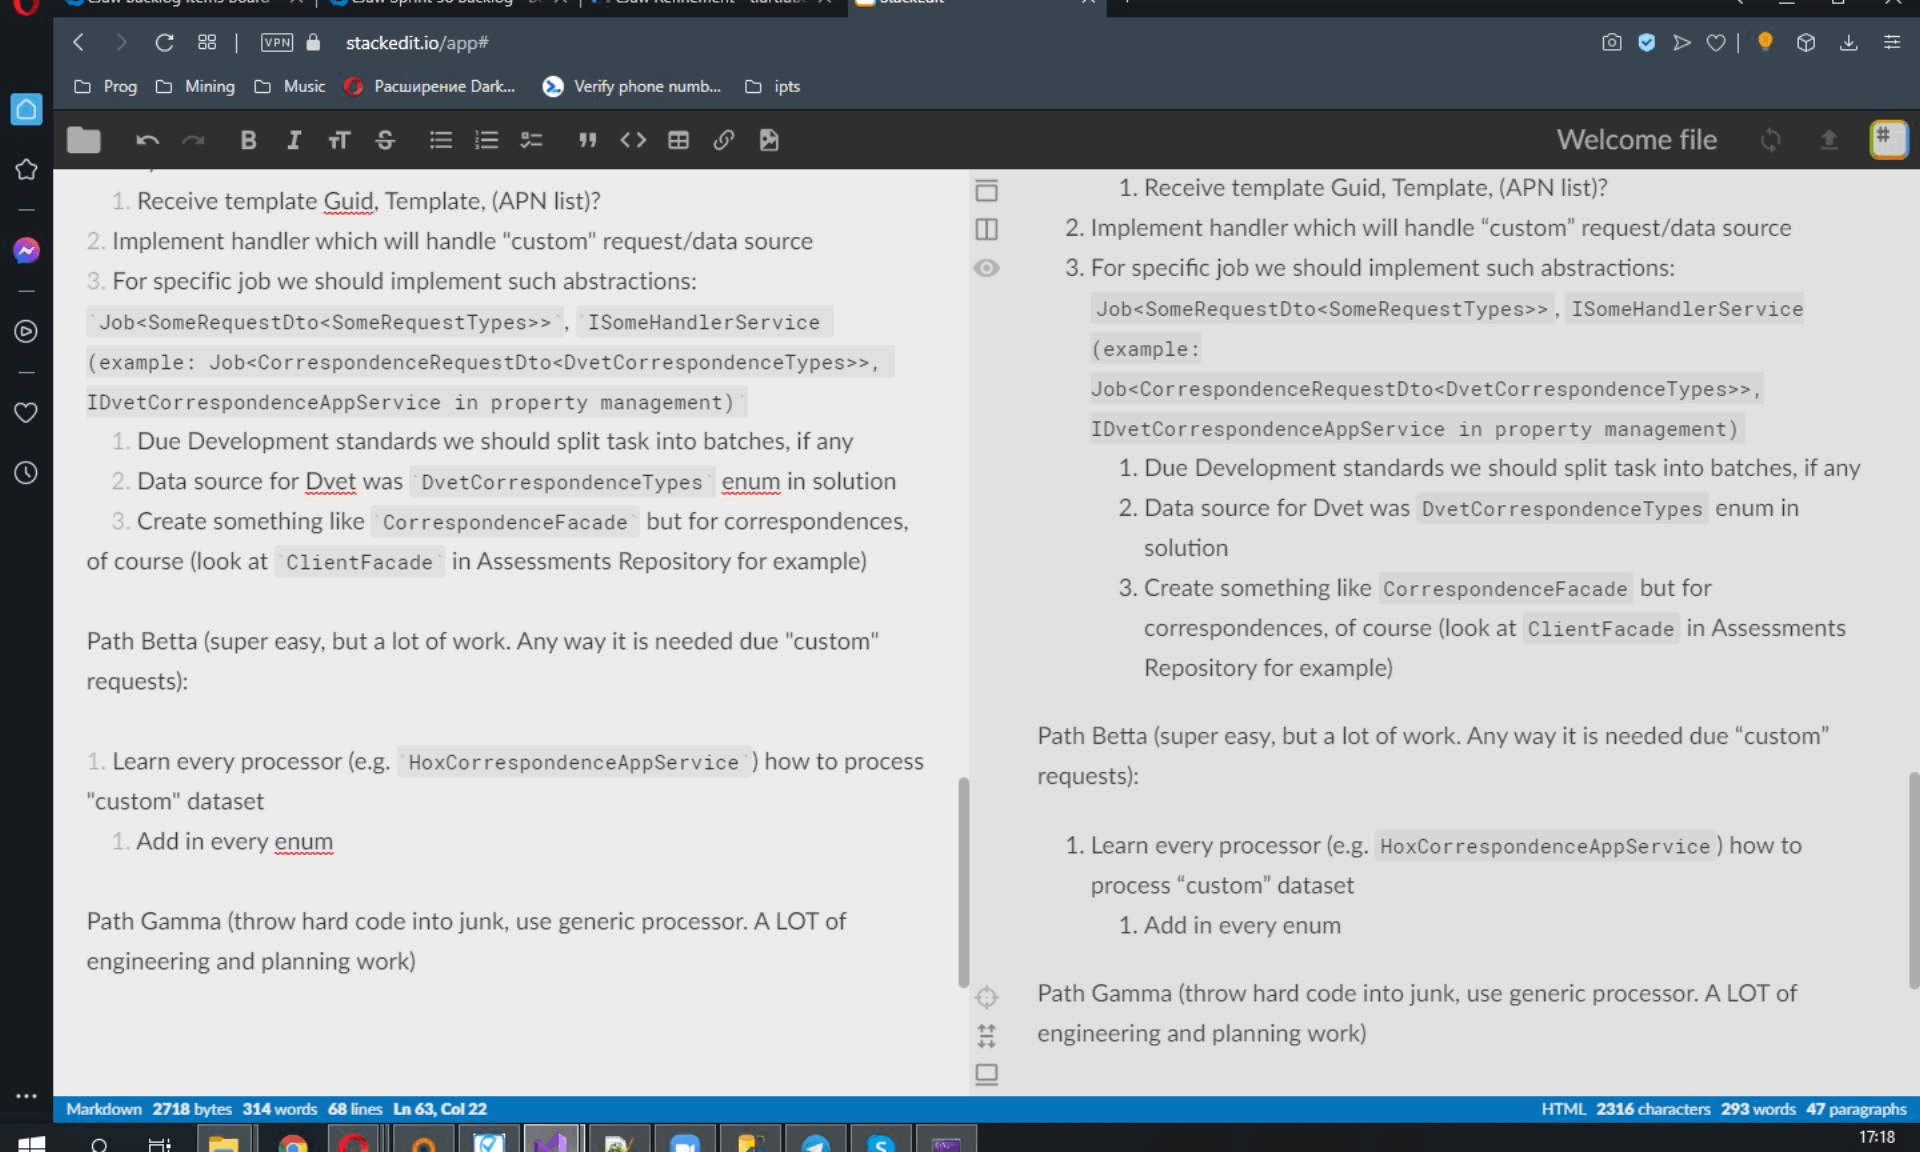 VPN
stackedit.io/app#
Prog
Mining
Music
Расширение Dark...
Verify phone numb...
ipts
B I
Welcome file
1. Receive template Guid, Template, (APN list)?
2. Implement handler which will handle "custom" request/data source
3. For specific job we should implement such abstractions:
`Job<SomeRequestDto<SomeRequestTypes>>`, `ISomeHandlerService
(example: Job<CorrespondenceRequestDto<DvetCorrespondenceTypes>>,
IDvetCorrespondenceAppService in property management)`
1. Due Development standards we should split task into batches, if any
2. Data source for Dvet was `DvetCorrespondenceTypes` enum in solution
3. Create something like `CorrespondenceFacade` but for correspondences,
of course (look at `ClientFacade` in Assessments Repository for example)
Path Betta (super easy, but a lot of work. Any way it is needed due "custom"
requests):
1. Learn every processor (e.g. `HoxCorrespondenceAppService`) how to process
"custom" dataset
1. Add in every enum
Path Gamma (throw hard code into junk, use generic processor. A LOT of
engineering and planning work)
1. Receive template Guid, Template, (APN list)?
2. Implement handler which will handle “custom” request/data source
3. For specific job we should implement such abstractions:
Job<SomeRequestDto<SomeRequestTypes>>, ISomeHandlerService
(example:
Job<CorrespondenceRequestDto<DvetCorrespondenceTypes>>,
IDvetCorrespondenceAppService in property management)
1. Due Development standards we should split task into batches, if any
2. Data source for Dvet was DvetCorrespondenceTypes enum in
solution
3. Create something like CorrespondenceFacade but for
correspondences, of course (look at ClientFacade in Assessments
Repository for example)
Path Betta (super easy, but a lot of work. Any way it is needed due “custom”
requests):
1. Learn every processor (e.g. HoxCorrespondenceAppService) how to
process “custom” dataset
1. Add in every enum
Path Gamma (throw hard code into junk, use generic processor. A LOT of
engineering and planning work)
Markdown 2718 bytes 314 words 68 lines Ln 63, Col 22
HTML 2316 characters 293 words 47 paragraphs
17:18